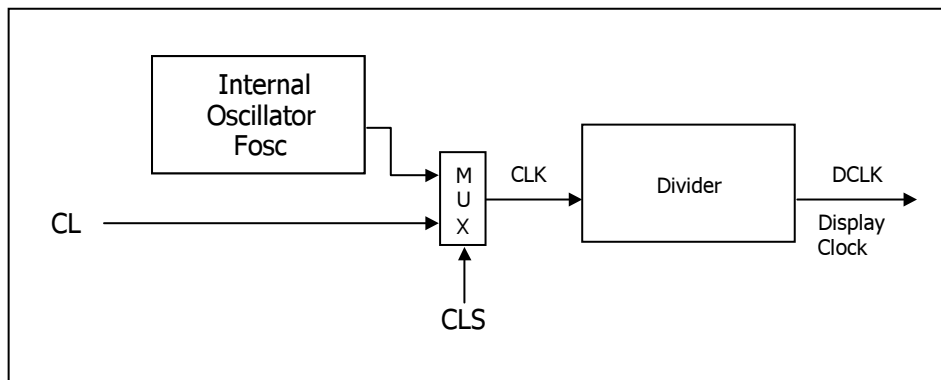 Internal
Oscillator
Fosc
M
U
X
CLK
Divider
DCLK
Display
Clock
CL
CLS